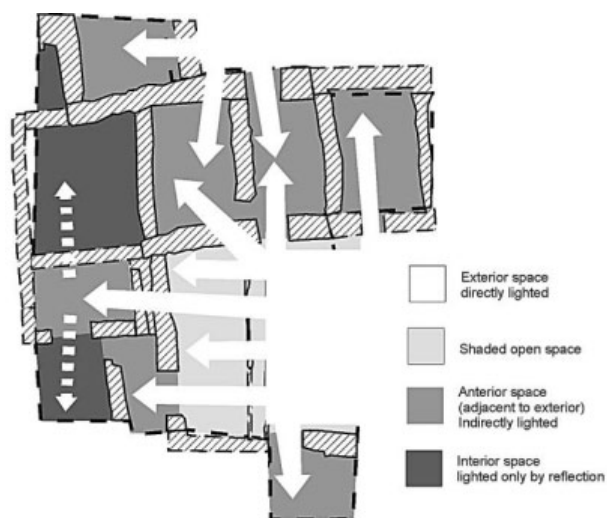 Exterior space
directly lighted
Shaded open space
Anterior space
(adjacent to exterior)
Indirectly lighted
Interior space
lighted only by reflection